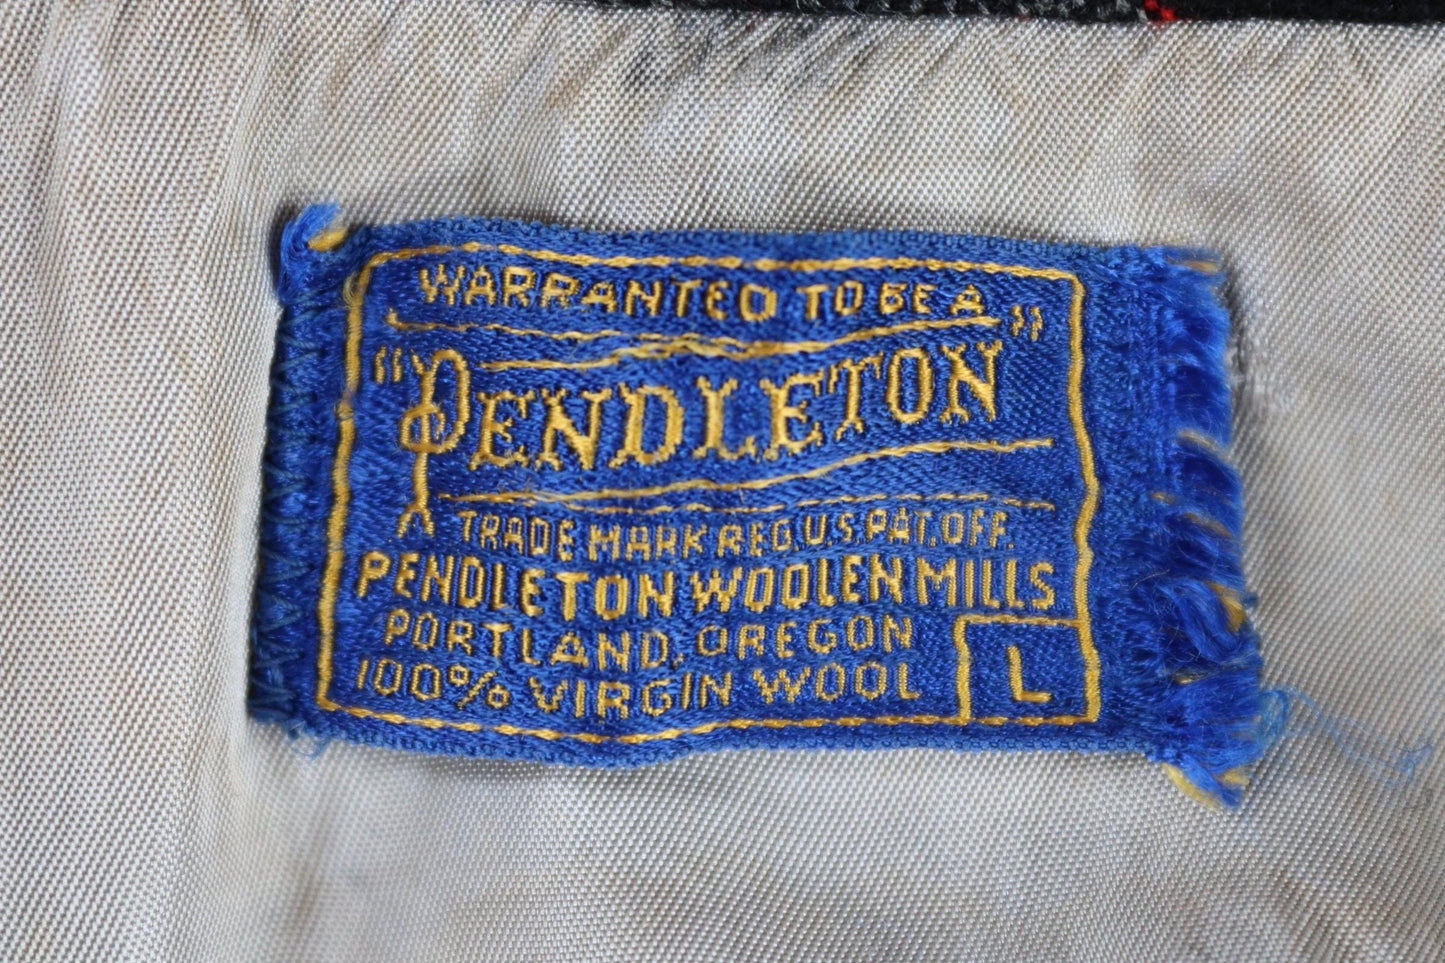 WARRANTED TO BE A
"PENDLETON"
TRADE MARK REG. U.S. PAT. OFF.
PENDLETON WOOLEN MILLS
PORTLAND, OREGON
100% VIRGIN WOOL
L